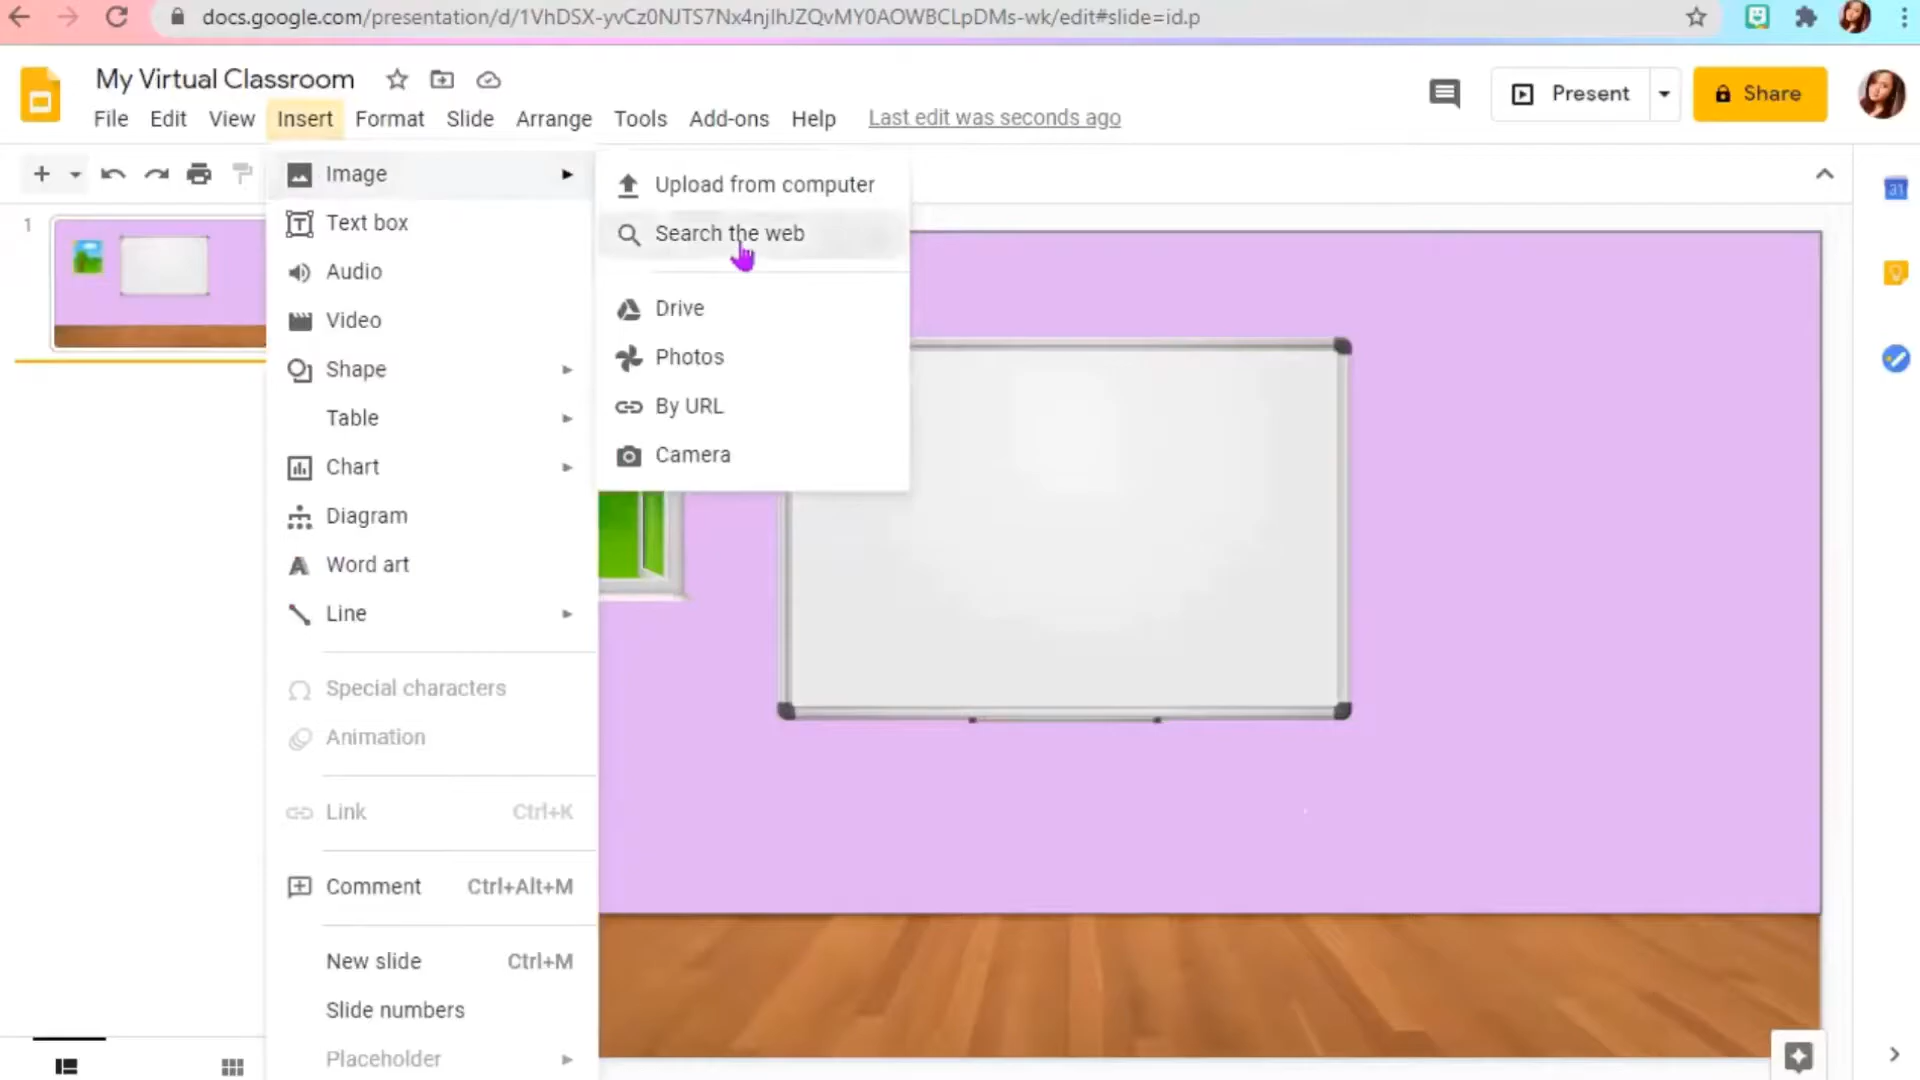 docs.google.com/presentation/d/1VhDSX-yvCz0NJTS7Nx4njIhJZQvMY0AOWBCLpDMs-wk/edit#slide=id.p
My Virtual Classroom
File Edit View Insert Format Slide Arrange Tools Add-ons Help Last edit was seconds ago
Present
Share
31
1
Image
Text box
Audio
Video
Shape
Table
Chart
Diagram
Word art
Line
Special characters
Animation
Link Ctrl+K
Comment Ctrl+Alt+M
New slide Ctrl+M
Slide numbers
Placeholder
Upload from computer
Search the web
Drive
Photos
By URL
Camera